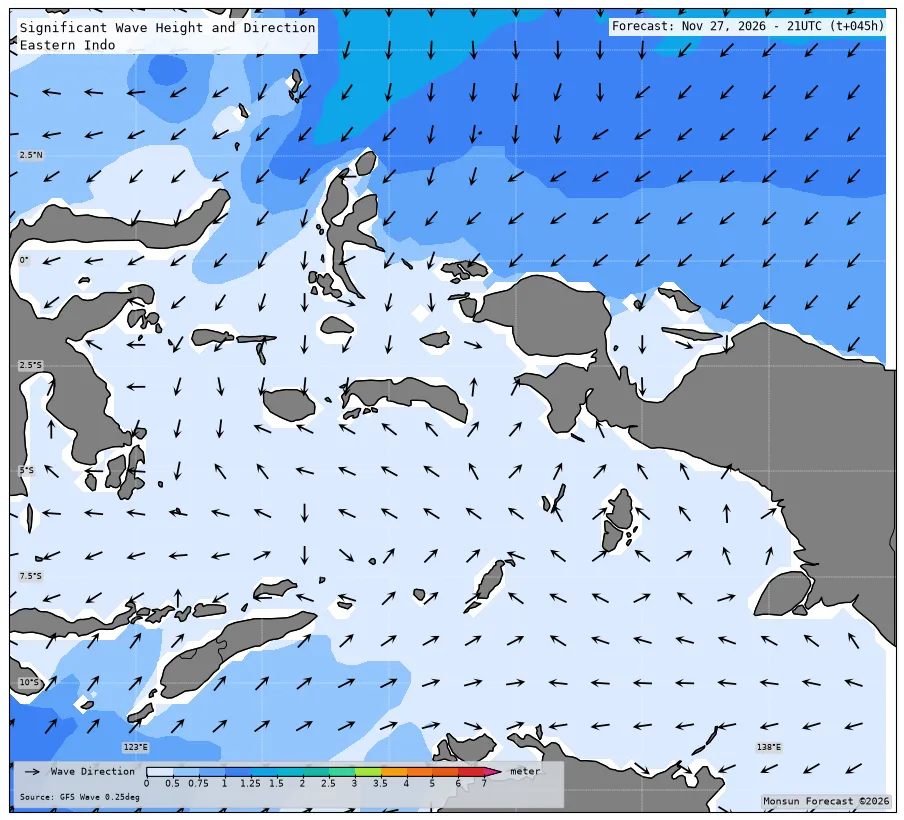 Significant Wave Height and Direction
Eastern Indo
Forecast: Nov 27, 2026 - 21UTC (t+045h)
2.5°N
0°
2.5°S
5°S
7.5°S
10°S
123°E
138°E
Wave Direction
meter
0 0.5 0.75 1 1.25 1.5 2 2.5 3 3.5 4 5 6 7
Source: GFS Wave 0.25deg
Monsun Forecast ©2026